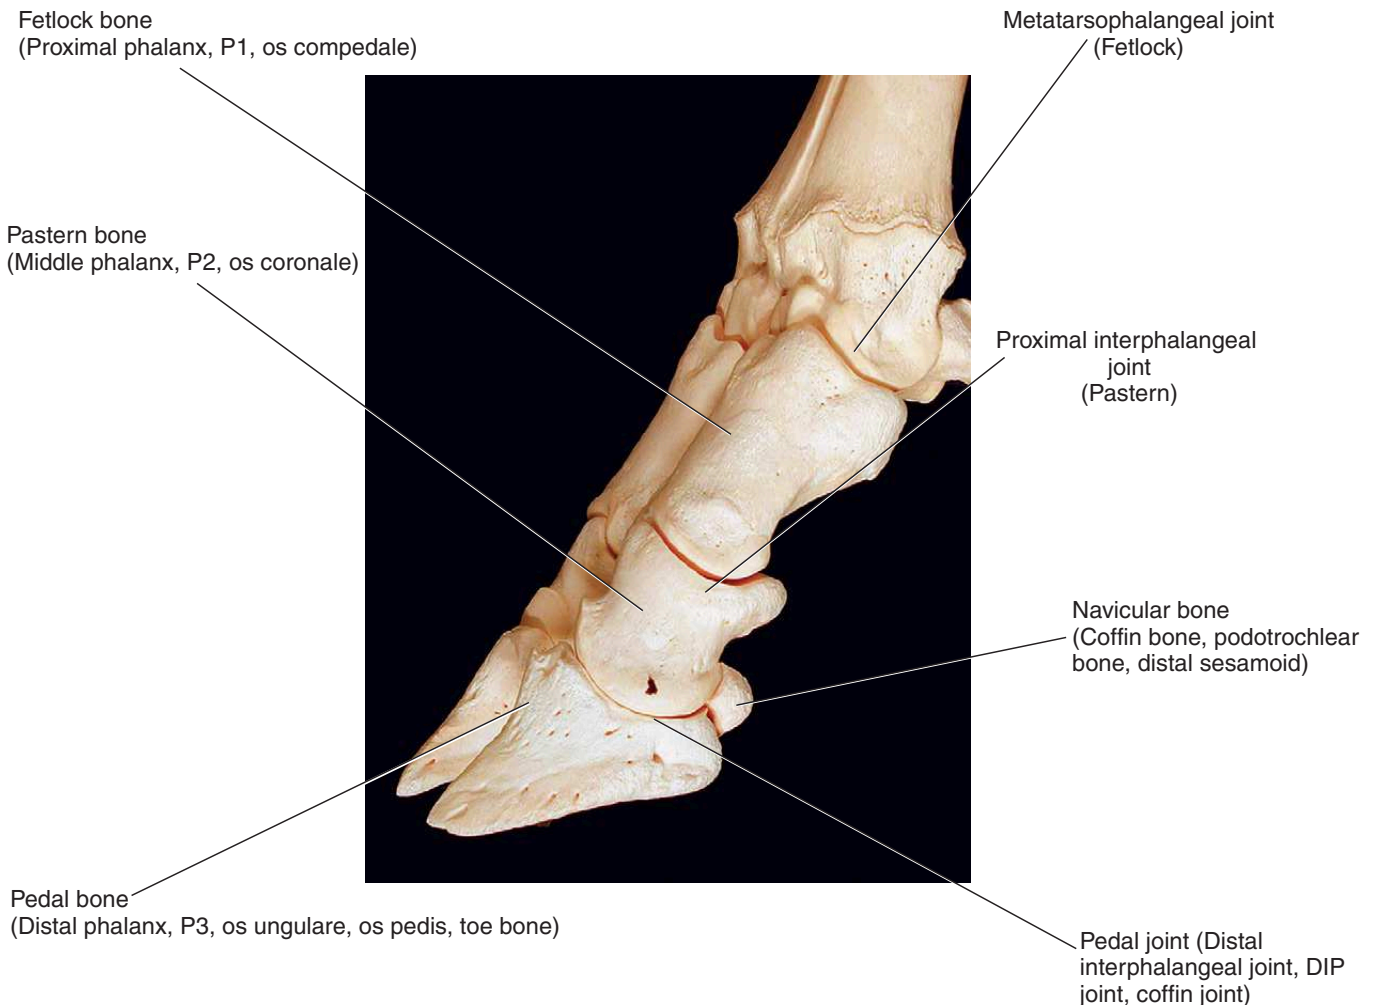 Fetlock bone
(Proximal phalanx, P1, os compedale)
Metatarsophalangeal joint
(Fetlock)
Pastern bone
(Middle phalanx, P2, os coronale)
Proximal interphalangeal
joint
(Pastern)
Navicular bone
(Coffin bone, podotrochlear
bone, distal sesamoid)
Pedal bone
(Distal phalanx, P3, os ungulare, os pedis, toe bone)
Pedal joint (Distal
interphalangeal joint, DIP
joint, coffin joint)